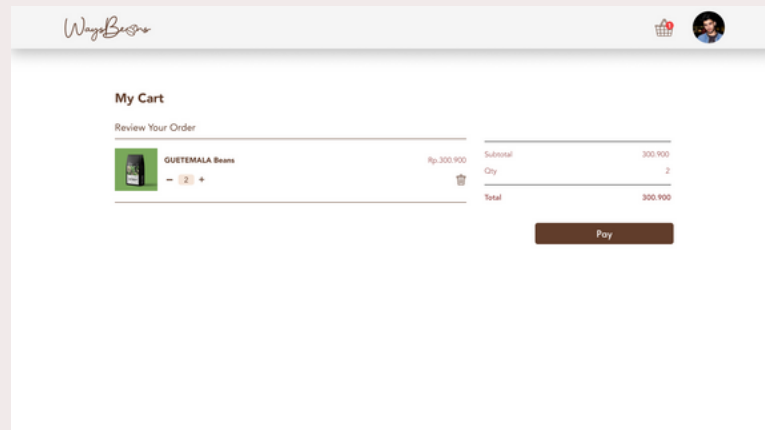 WaysBeans
1
My Cart
Review Your Order
GUETEMALA Beans
Rp.300.900
− 2 +
Subtotal 300.900
Qty 2
Total 300.900
Pay